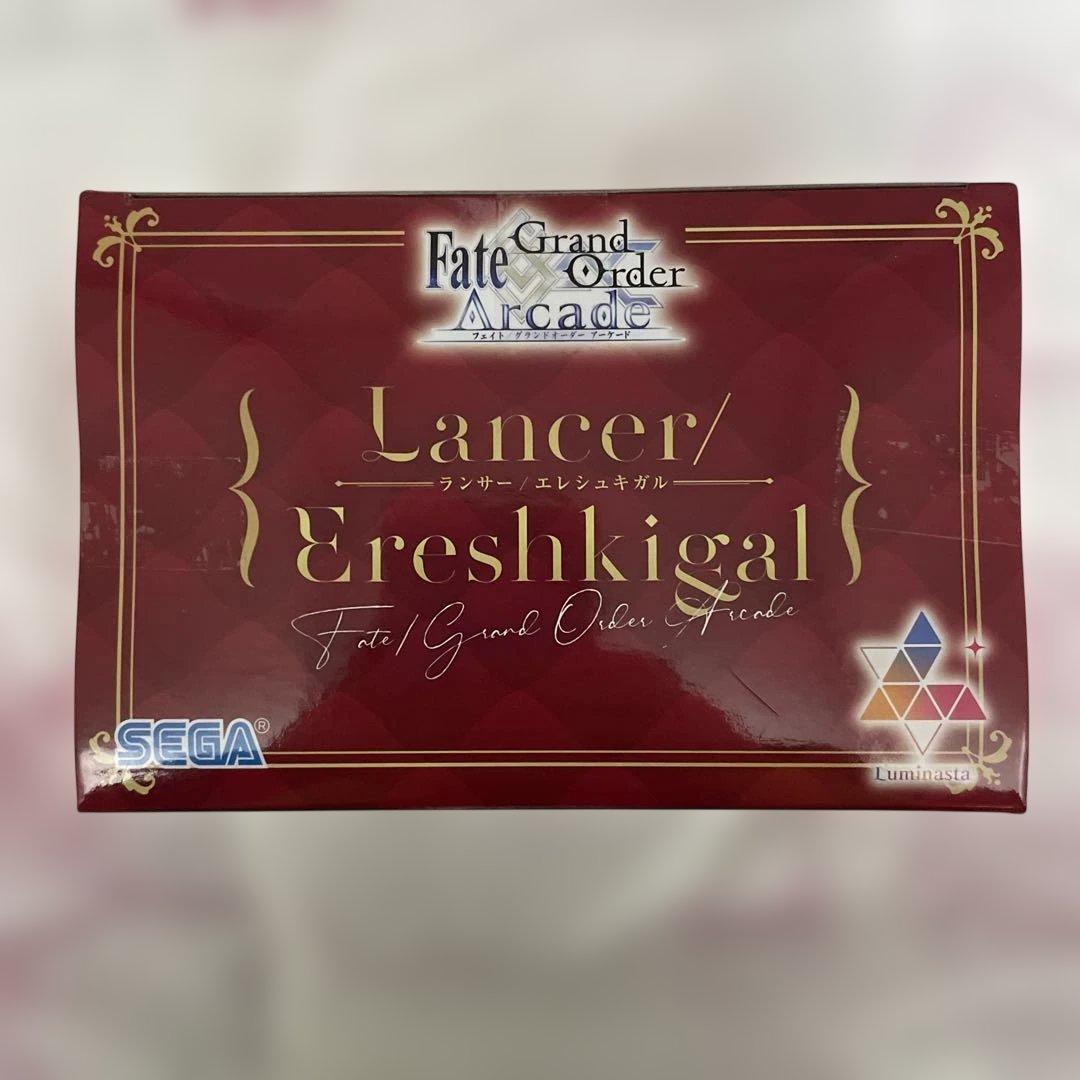 Fate Grand Order
Arcade
フェイト/グランドオーダー アーケード
Lancer/
ランサー/エレシュキガル
Ereshkigal
Fate/Grand Order Arcade
SEGA®
Luminasta